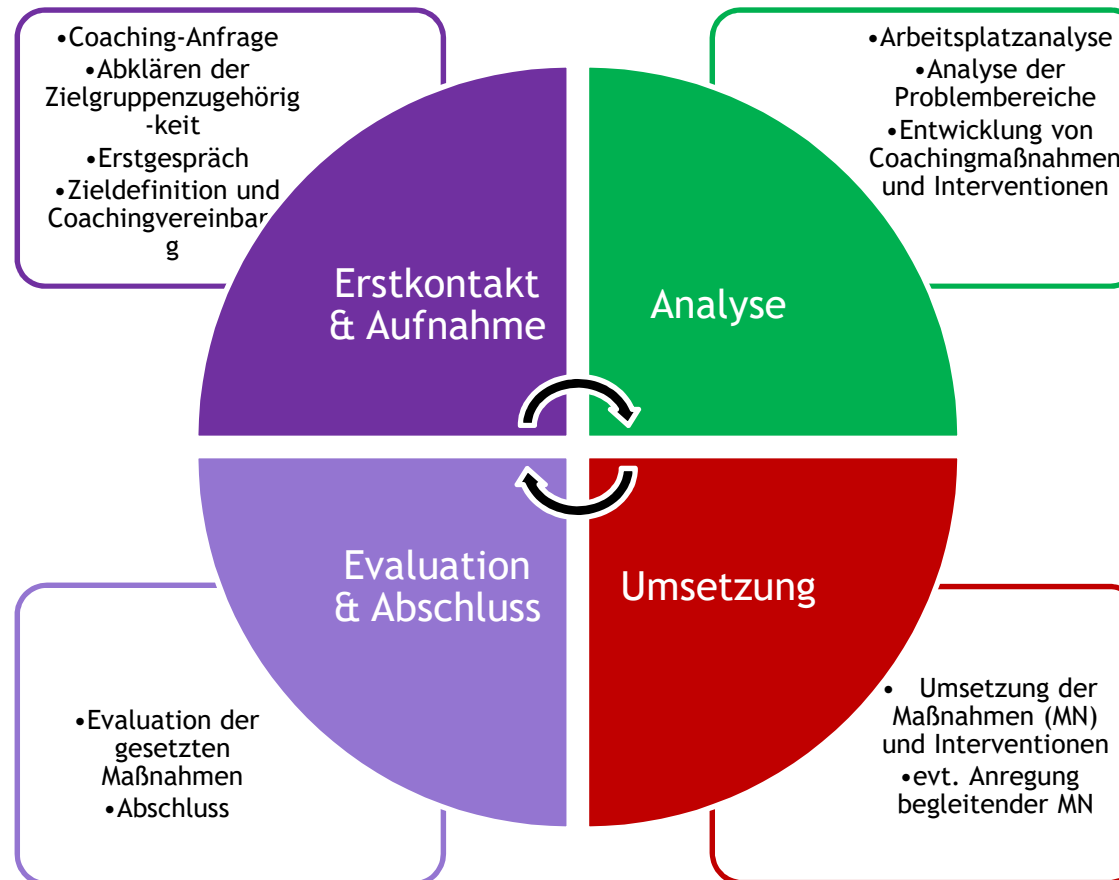 •Coaching-Anfrage
•Abklären der
Zielgruppenzugehörig
-keit
•Erstgespräch
•Zieldefinition und
g
Erstkontakt
& Aufnahme
•Arbeitsplatzanalyse
•Analyse der
Problembereiche
•Entwicklung von
Coachingmaßnahmen
und Interventionen
Analyse
Evaluation
& Abschluss
•Evaluation der
gesetzten
Maßnahmen
•Abschluss
Umsetzung
• Umsetzung der
Maßnahmen (MN)
und Interventionen
•evt. Anregung
begleitender MN